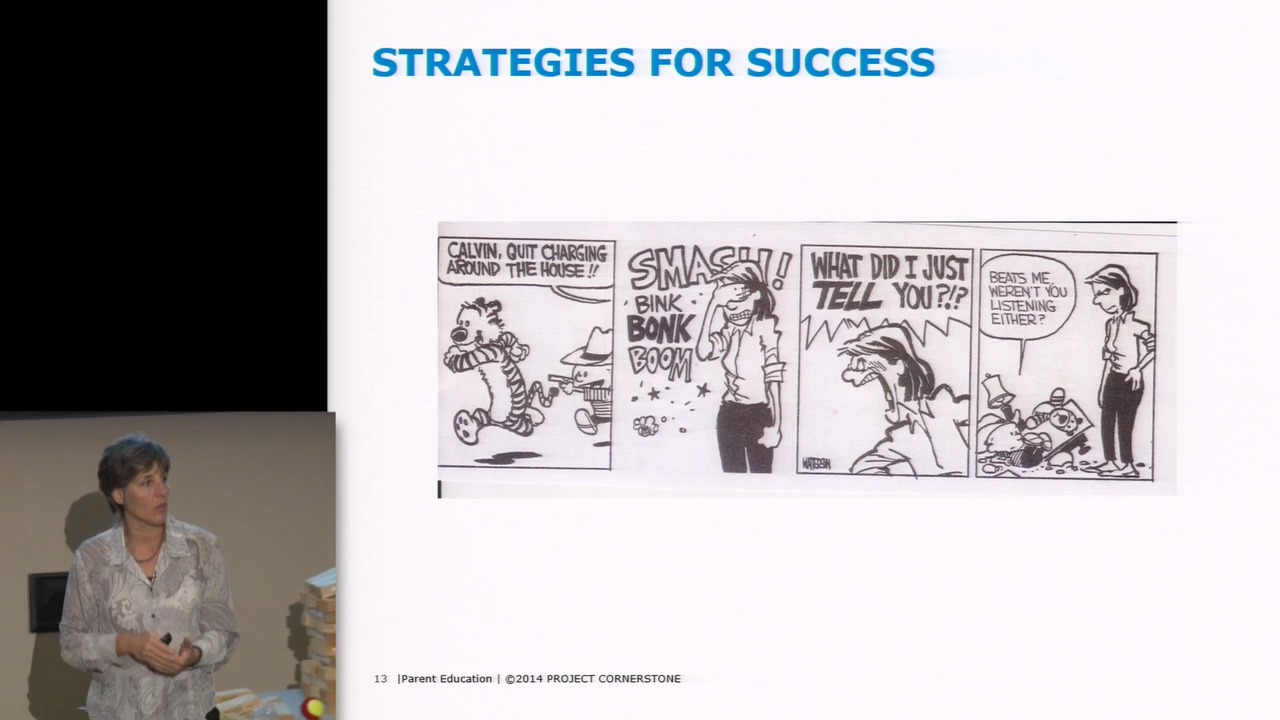 STRATEGIES FOR SUCCESS
CALVIN, QUIT CHARGING
AROUND THE HOUSE!!
SMASH!
BINK
BONK
BOOM
WHAT DID I JUST
TELL YOU?!?
WATTERSON
BEATS ME.
WEREN'T YOU
LISTENING
EITHER?
13 |Parent Education | ©2014 PROJECT CORNERSTONE